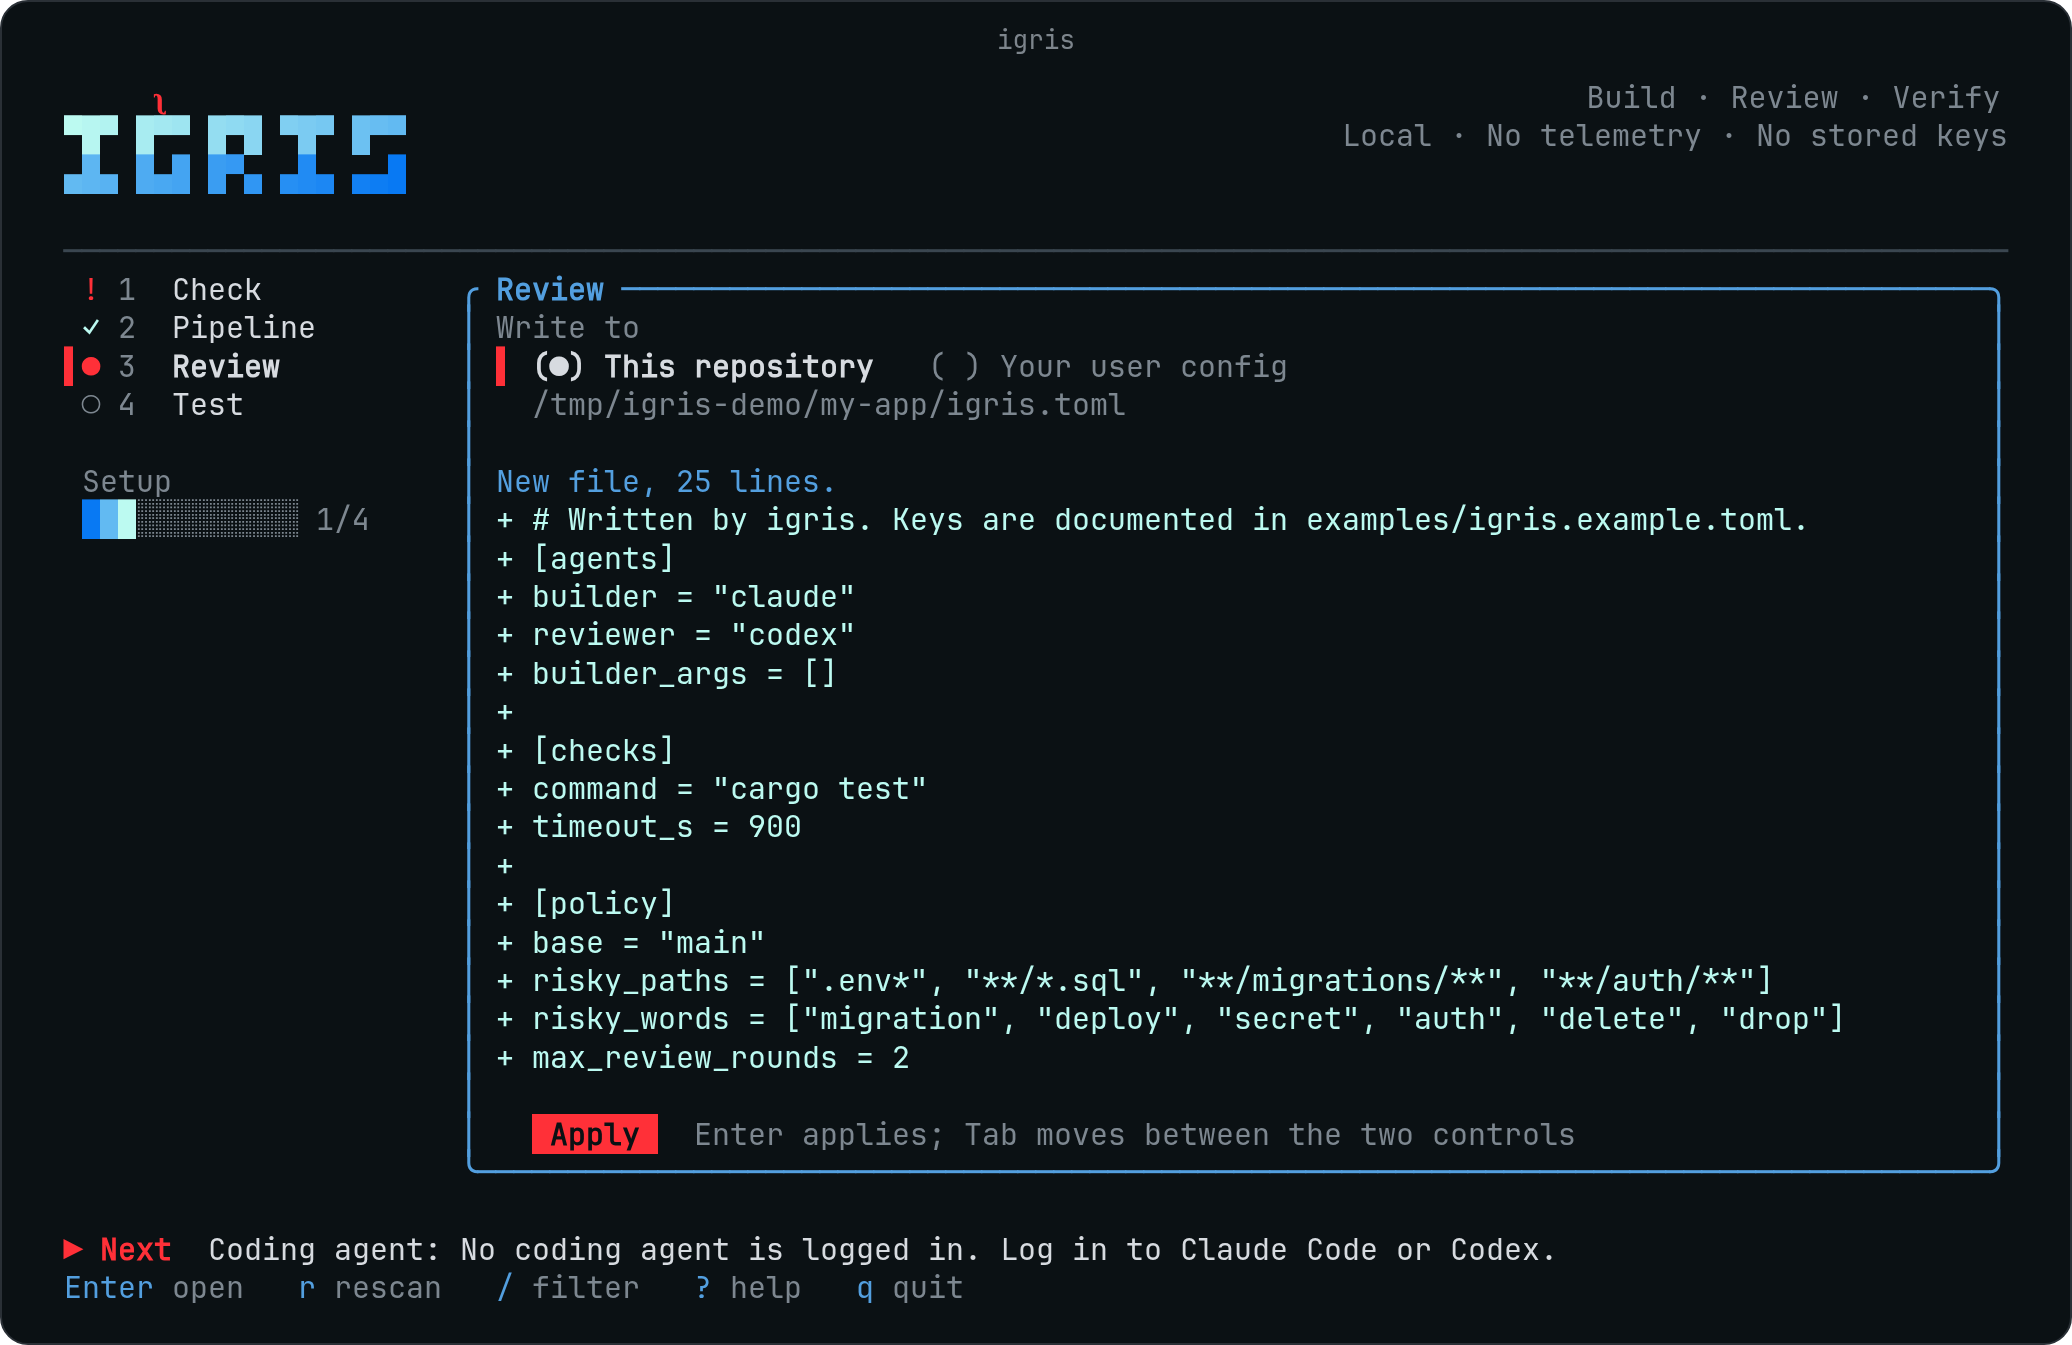 igris
IGRIS
Build · Review · Verify
Local · No telemetry · No stored keys
! 1 Check
✓ 2 Pipeline
● 3 Review
○ 4 Test
Setup
1/4
Review
Write to
(●) This repository ( ) Your user config
/tmp/igris-demo/my-app/igris.toml
New file, 25 lines.
+ # Written by igris. Keys are documented in examples/igris.example.toml.
+ [agents]
+ builder = "claude"
+ reviewer = "codex"
+ builder_args = []
+
+ [checks]
+ command = "cargo test"
+ timeout_s = 900
+
+ [policy]
+ base = "main"
+ risky_paths = [".env*", "**/*.sql", "**/migrations/**", "**/auth/**"]
+ risky_words = ["migration", "deploy", "secret", "auth", "delete", "drop"]
+ max_review_rounds = 2
Apply Enter applies; Tab moves between the two controls
▶ Next Coding agent: No coding agent is logged in. Log in to Claude Code or Codex.
Enter open r rescan / filter ? help q quit